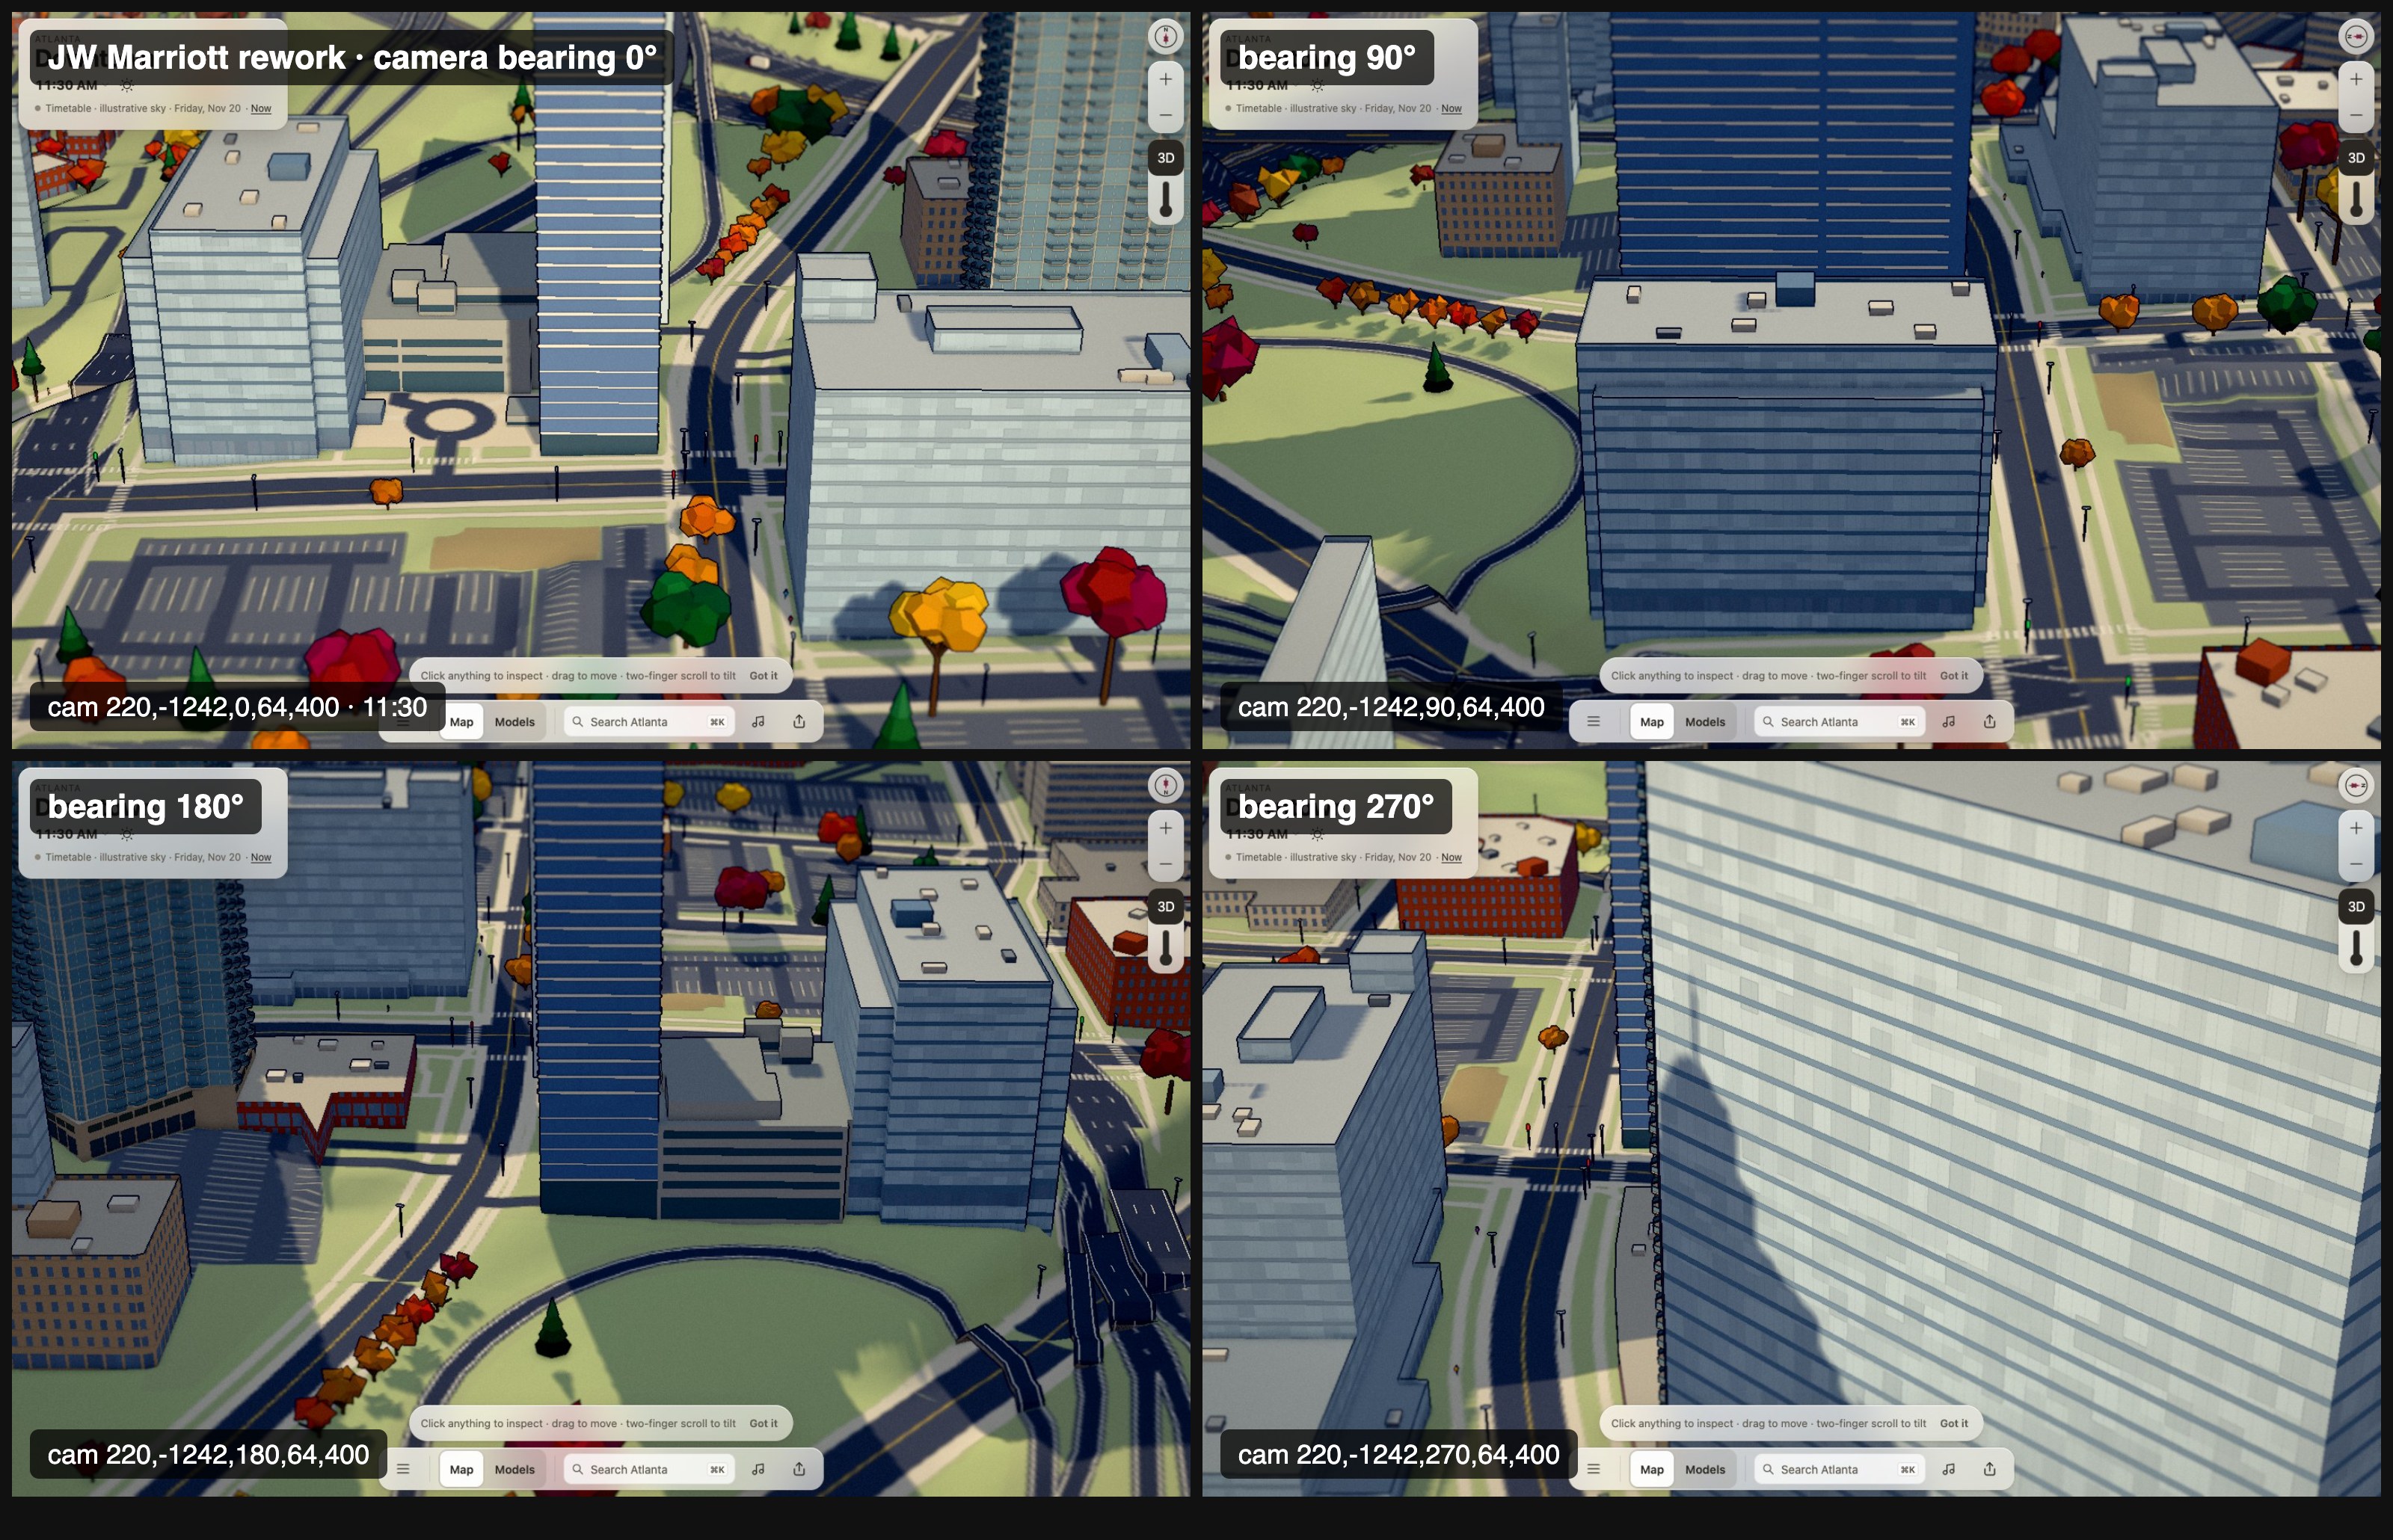 ATLANTA
JW Marriott rework · camera bearing 0°
11:30 AM
Timetable · illustrative sky · Friday, Nov 20 · Now
3D
Click anything to inspect · drag to move · two-finger scroll to tilt Got it
cam 220,-1242,0,64,400 · 11:30
Map Models Search Atlanta ⌘K
ATLANTA
bearing 90°
11:30 AM
Timetable · illustrative sky · Friday, Nov 20 · Now
3D
Click anything to inspect · drag to move · two-finger scroll to tilt Got it
cam 220,-1242,90,64,400
Map Models Search Atlanta ⌘K
ATLANTA
bearing 180°
11:30 AM
Timetable · illustrative sky · Friday, Nov 20 · Now
3D
Click anything to inspect · drag to move · two-finger scroll to tilt Got it
cam 220,-1242,180,64,400
Map Models Search Atlanta ⌘K
ATLANTA
bearing 270°
11:30 AM
Timetable · illustrative sky · Friday, Nov 20 · Now
3D
Click anything to inspect · drag to move · two-finger scroll to tilt Got it
cam 220,-1242,270,64,400
Map Models Search Atlanta ⌘K